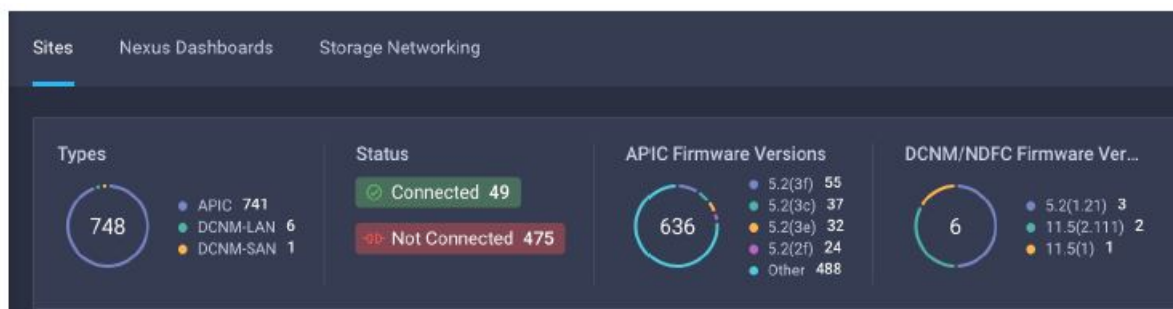 Sites Nexus Dashboards Storage Networking
Types
748
APIC 741
DCNM-LAN 6
DCNM-SAN 1
Status
Connected 49
Not Connected 475
APIC Firmware Versions
636
5.2(3f) 55
5.2(3c) 37
5.2(3e) 32
5.2(2f) 24
Other 488
DCNM/NDFC Firmware Ver...
6
5.2(1.21) 3
11.5(2.111) 2
11.5(1) 1